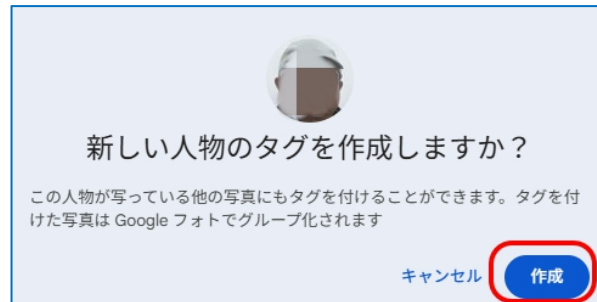 新しい人物のタグを作成しますか？
この人物が写っている他の写真にもタグを付けることができます。タグを付
けた写真は Google フォトでグループ化されます
キャンセル 作成